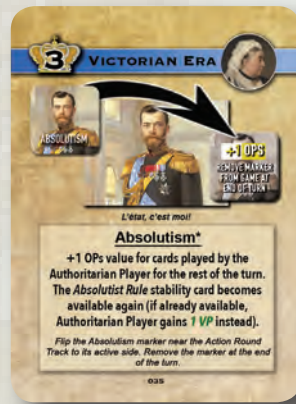 3 VICTORIAN ERA
ABSOLUTISM
+1 OPS
REMOVE MARKER
FROM GAME AT
END OF TURN
L'état, c'est moi!
Absolutism*
+1 OPs value for cards played by the
Authoritarian Player for the rest of the turn.
The Absolutist Rule stability card becomes
available again (if already available,
Authoritarian Player gains 1 VP instead).
Flip the Absolutism marker near the Action Round
Track to its active side. Remove the marker at the end
of the turn.
035